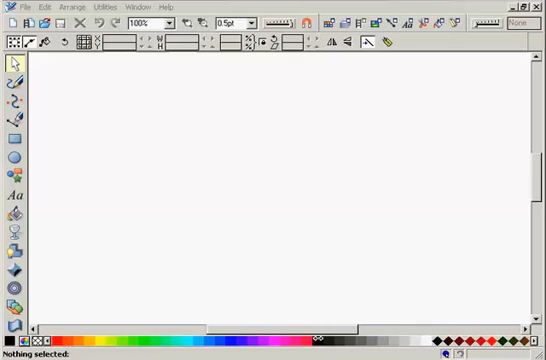 File Edit Arrange Utilities Window Help
100% 0.5pt None
X W
Y H
Aa
Nothing selected: